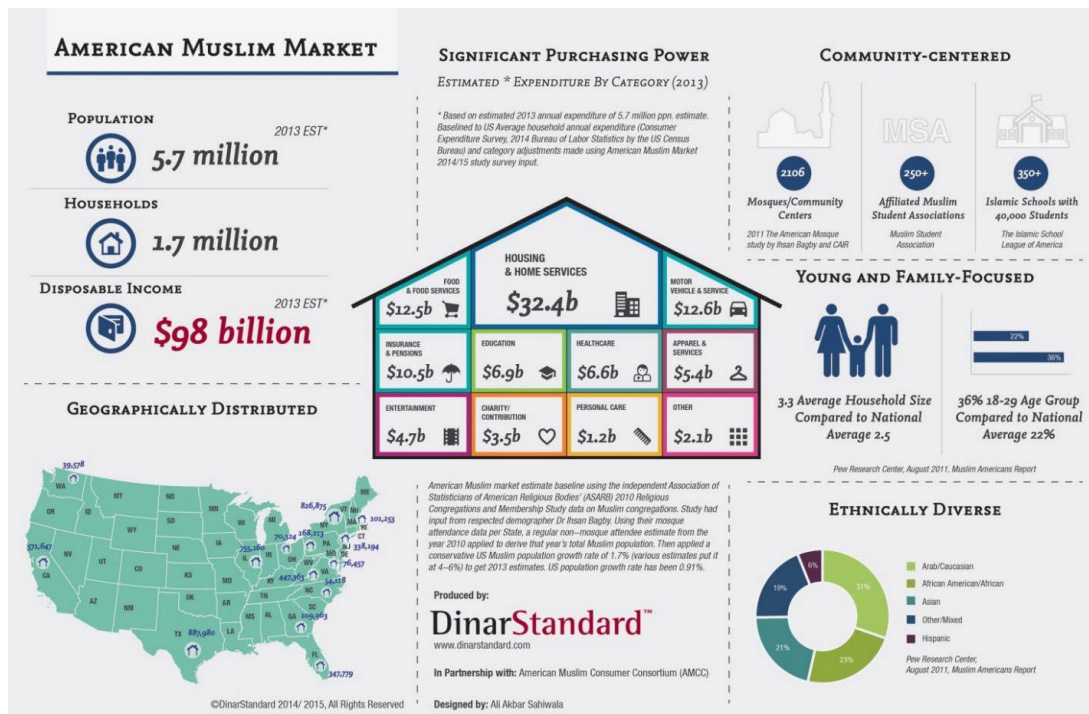 AMERICAN MUSLIM MARKET
POPULATION
2013 EST*
5.7 million
HOUSEHOLDS
1.7 million
DISPOSABLE INCOME
2013 EST*
$98 billion
GEOGRAPHICALLY DISTRIBUTED
39,578
WA
MT
ND
OR
ID
WY
SD
MN
WI
MI
826,875
VT
NH
ME
NY
MA
RI
101,253
CT
571,647
NV
UT
CO
NE
IA
755,160
IL
IN
70,124
OH
168,213
PA
NJ
338,194
DE
MD
76,457
CA
KS
MO
447,363
KY
WV
VA
54,228
AZ
NM
OK
AR
TN
NC
SC
TX
887,980
LA
MS
AL
GA
109,963
FL
347,779
©DinarStandard 2014/ 2015, All Rights Reserved
SIGNIFICANT PURCHASING POWER
ESTIMATED * EXPENDITURE BY CATEGORY (2013)
* Based on estimated 2013 annual expenditure of 5.7 million ppn. estimate.
Baselined to US Average household annual expenditure (Consumer
Expenditure Survey, 2014 Bureau of Labor Statistics by the US Census
Bureau) and category adjustments made using American Muslim Market
2014/15 study survey input.
FOOD
& FOOD SERVICES
$12.5b
HOUSING
& HOME SERVICES
$32.4b
MOTOR
VEHICLE & SERVICE
$12.6b
INSURANCE
& PENSIONS
$10.5b
EDUCATION
$6.9b
HEALTHCARE
$6.6b
APPAREL &
SERVICES
$5.4b
ENTERTAINMENT
$4.7b
CHARITY/
CONTRIBUTION
$3.5b
PERSONAL CARE
$1.2b
OTHER
$2.1b
American Muslim market estimate baseline using the independent Association of
Statisticians of American Religious Bodies' (ASARB) 2010 Religious
Congregations and Membership Study data on Muslim congregations. Study had
input from respected demographer Dr Ihsan Bagby. Using their mosque
attendance data per State, a regular non–mosque attendee estimate from the
year 2010 applied to derive that year's total Muslim population. Then applied a
conservative US Muslim population growth rate of 1.7% (various estimates put it
at 4–6%) to get 2013 estimates. US population growth rate has been 0.91%.
Produced by:
DinarStandard™
www.dinarstandard.com
In Partnership with: American Muslim Consumer Consortium (AMCC)
Designed by: Ali Akbar Sahiwala
COMMUNITY-CENTERED
2106
Mosques/Community
Centers
2011 The American Mosque
study by Ihsan Bagby and CAIR
MSA
250+
Affiliated Muslim
Student Associations
Muslim Student
Association
350+
Islamic Schools with
40,000 Students
The Islamic School
League of America
YOUNG AND FAMILY-FOCUSED
3.3 Average Household Size
Compared to National
Average 2.5
22%
36%
36% 18-29 Age Group
Compared to National
Average 22%
Pew Research Center, August 2011, Muslim Americans Report
ETHNICALLY DIVERSE
6%
31%
23%
21%
19%
Arab/Caucasian
African American/African
Asian
Other/Mixed
Hispanic
Pew Research Center,
August 2011, Muslim Americans Report